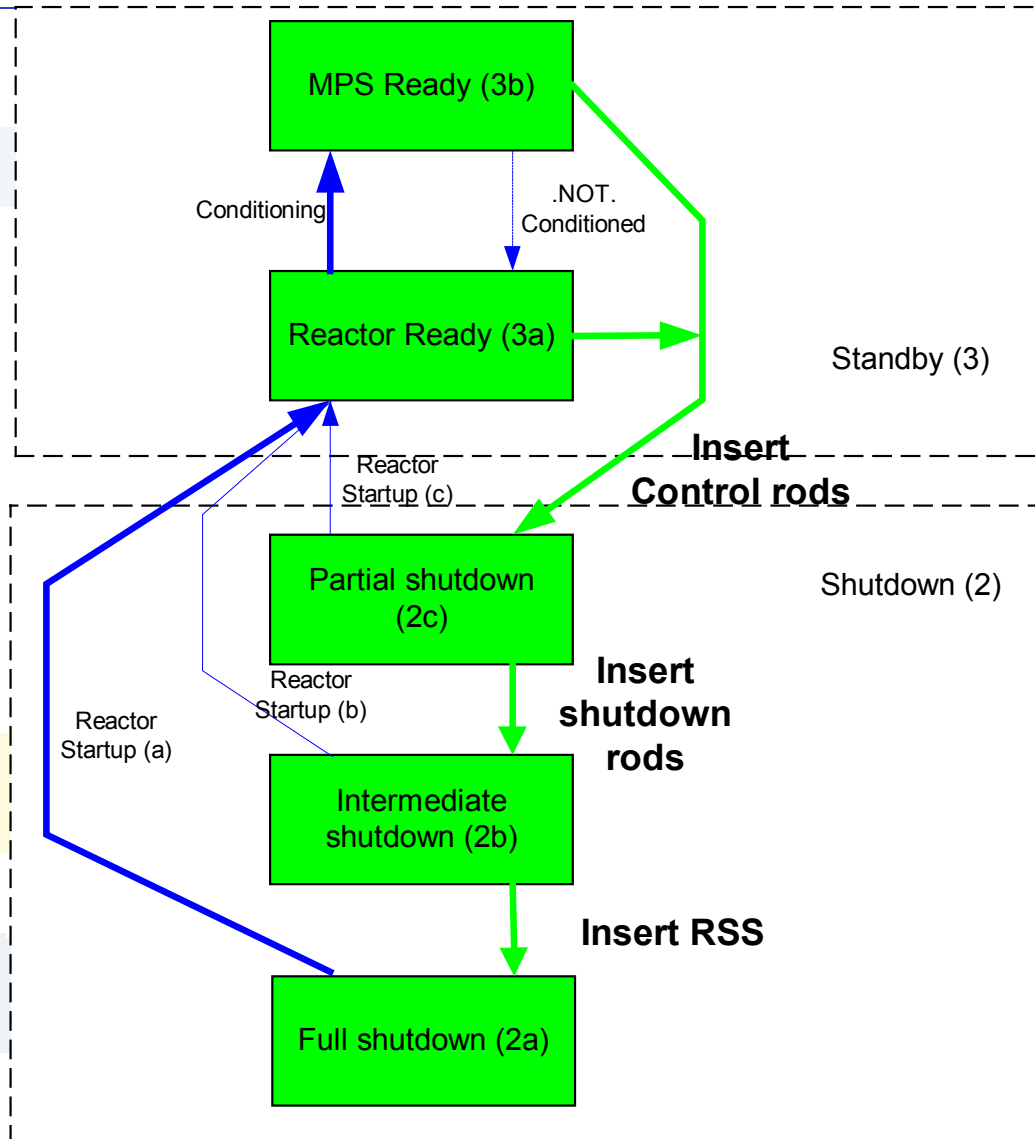 MPS Ready (3b)
Conditioning
.NOT.
Conditioned
Reactor Ready (3a)
Standby (3)
Insert
Control rods
Reactor
Startup (c)
Partial shutdown
(2c)
Shutdown (2)
Insert
shutdown
rods
Reactor
Startup (b)
Reactor
Startup (a)
Intermediate
shutdown (2b)
Insert RSS
Full shutdown (2a)